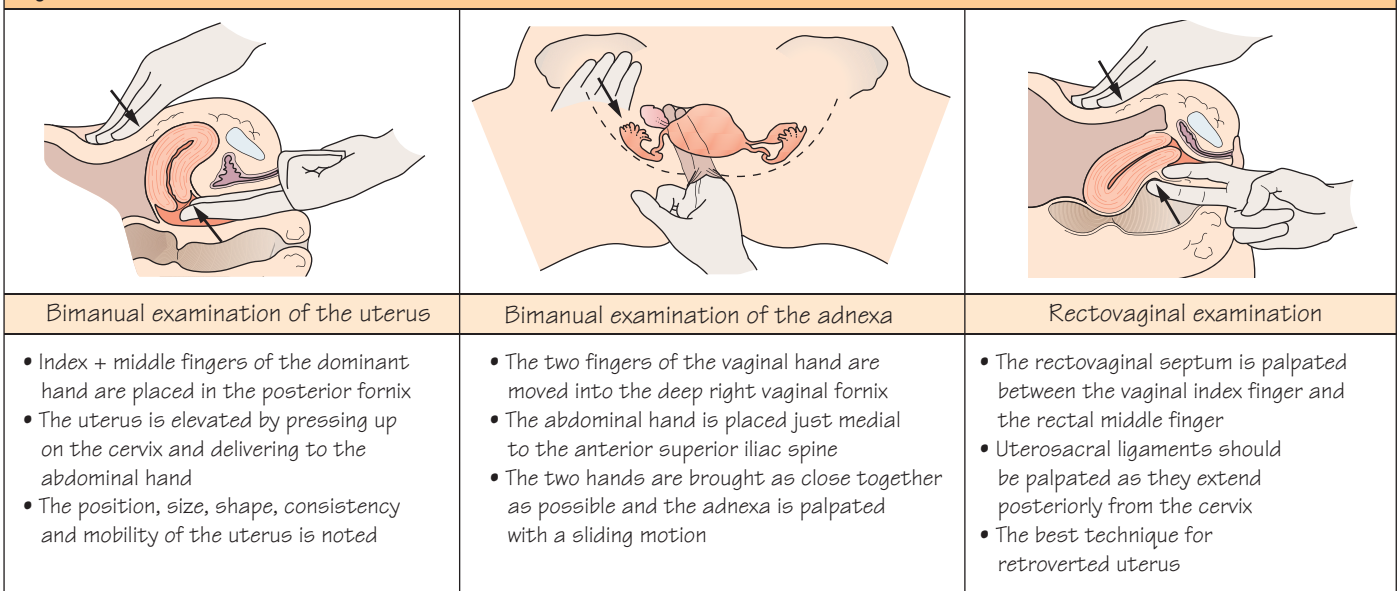 Bimanual examination of the uterus
• Index + middle fingers of the dominant
hand are placed in the posterior fornix
• The uterus is elevated by pressing up
on the cervix and delivering to the
abdominal hand
• The position, size, shape, consistency
and mobility of the uterus is noted
Bimanual examination of the adnexa
• The two fingers of the vaginal hand are
moved into the deep right vaginal fornix
• The abdominal hand is placed just medial
to the anterior superior iliac spine
• The two hands are brought as close together
as possible and the adnexa is palpated
with a sliding motion
Rectovaginal examination
• The rectovaginal septum is palpated
between the vaginal index finger and
the rectal middle finger
• Uterosacral ligaments should
be palpated as they extend
posteriorly from the cervix
• The best technique for
retroverted uterus